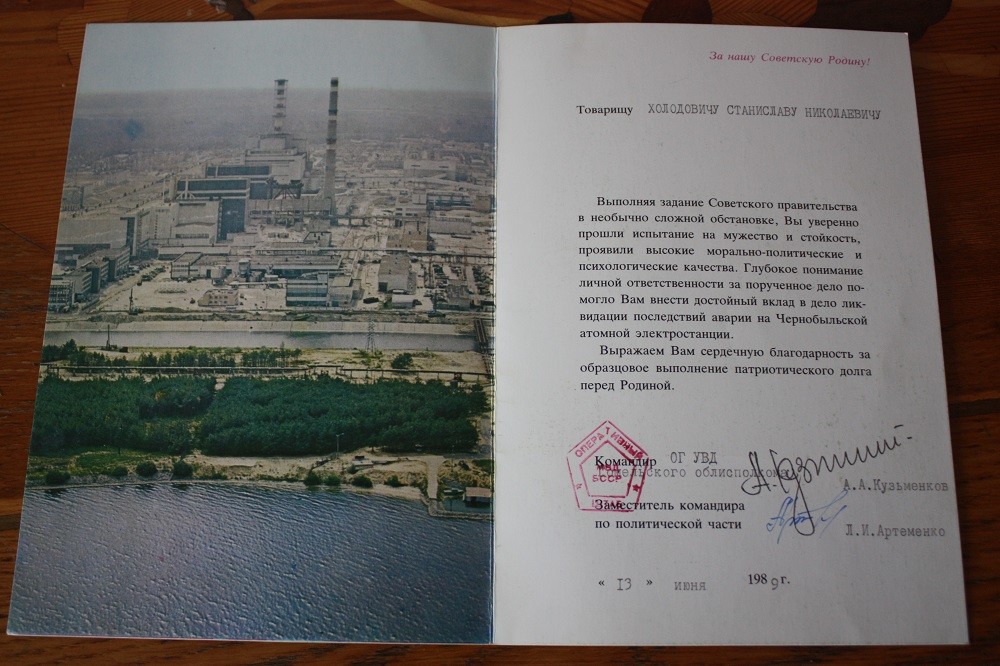 За нашу Советскую Родину!
Товарищу ХОЛОДОВИЧУ СТАНИСЛАВУ НИКОЛАЕВИЧУ
Выполняя задание Советского правительства
в необычно сложной обстановке, Вы уверенно
прошли испытание на мужество и стойкость,
проявили высокие морально-политические и
психологические качества. Глубокое понимание
личной ответственности за порученное дело по-
могло Вам внести достойный вклад в дело лик-
видации последствий аварии на Чернобыльской
атомной электростанции.
Выражаем Вам сердечную благодарность за
образцовое выполнение патриотического долга
перед Родиной.
Командир ОГ УВД
Гомельского облисполкома
А.А.Кузьменков
МВД
БССР
Заместитель командира
по политической части
Л.И.Артеменко
« 13 » июня 1989 г.